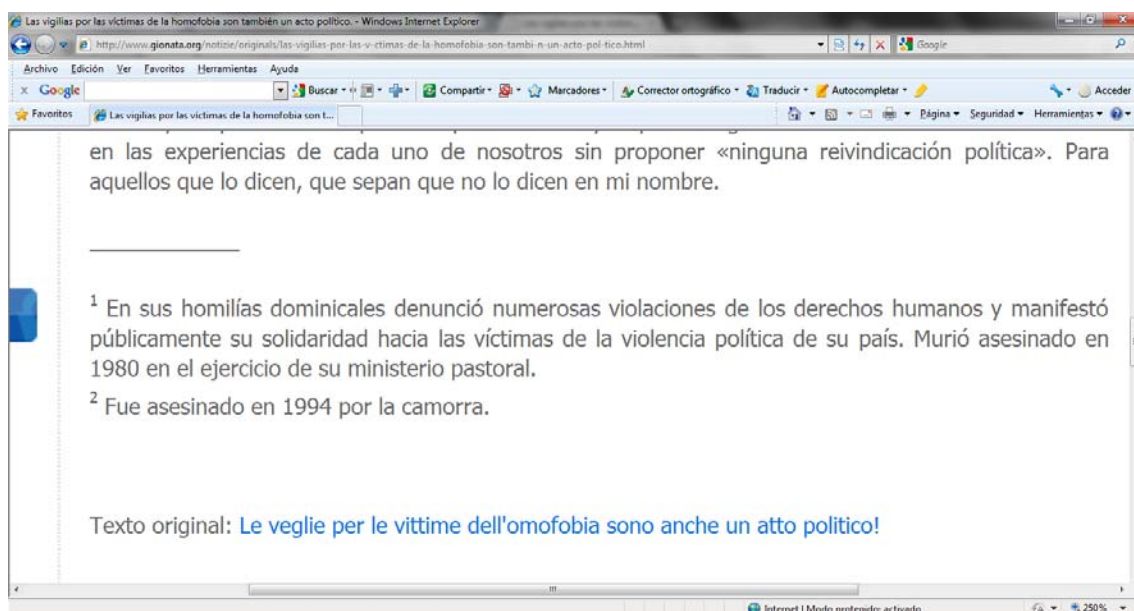 Las vigilias por las víctimas de la homofobia son también un acto político. - Windows Internet Explorer
http://www.gionata.org/notizie/originals/las-vigilias-por-las-v-ctimas-de-la-homofobia-son-tambi-n-un-acto-pol-tico.html Google
Archivo Edición Ver Favoritos Herramientas Ayuda
x Google Buscar Compartir Marcadores Corrector ortográfico Traducir Autocompletar Acceder
Favoritos Las vigilias por las víctimas de la homofobia son t... Página Seguridad Herramientas
en las experiencias de cada uno de nosotros sin proponer «ninguna reivindicación política». Para
aquellos que lo dicen, que sepan que no lo dicen en mi nombre.
1 En sus homilías dominicales denunció numerosas violaciones de los derechos humanos y manifestó
públicamente su solidaridad hacia las víctimas de la violencia política de su país. Murió asesinado en
1980 en el ejercicio de su ministerio pastoral.
2 Fue asesinado en 1994 por la camorra.
Texto original: Le veglie per le vittime dell'omofobia sono anche un atto politico!
Internet | Modo protegido: activado 250%